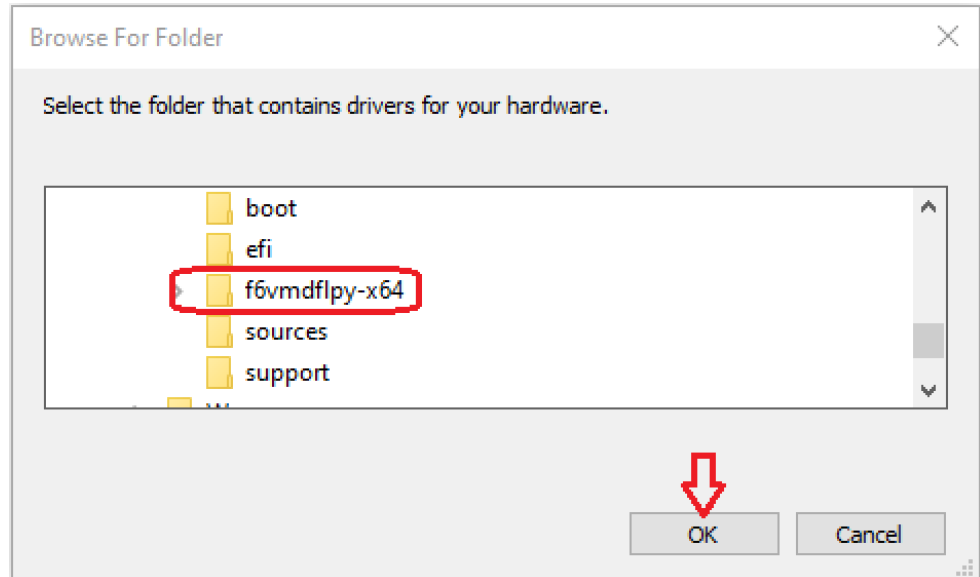 Browse For Folder
Select the folder that contains drivers for your hardware.
boot
efi
f6vmdflpy-x64
sources
support
OK
Cancel